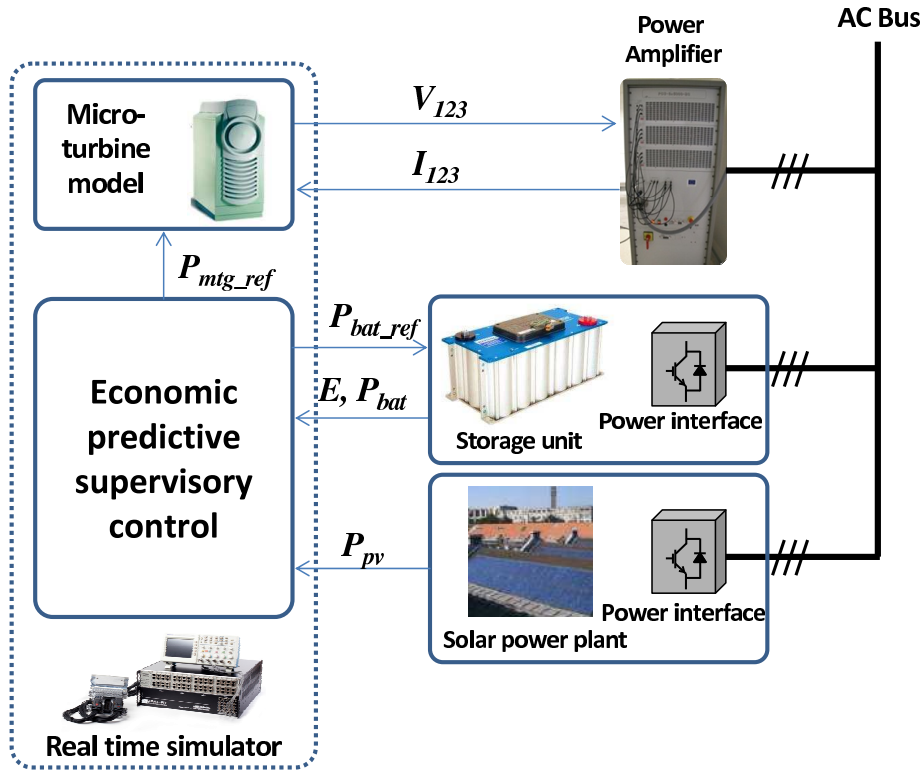 AC Bus
Power
Amplifier
Micro-
turbine
model
V123
I123
Pmtg_ref
Pbat_ref
E, Pbat
Economic
predictive
supervisory
control
Storage unit
Power interface
Ppv
Solar power plant
Power interface
Real time simulator